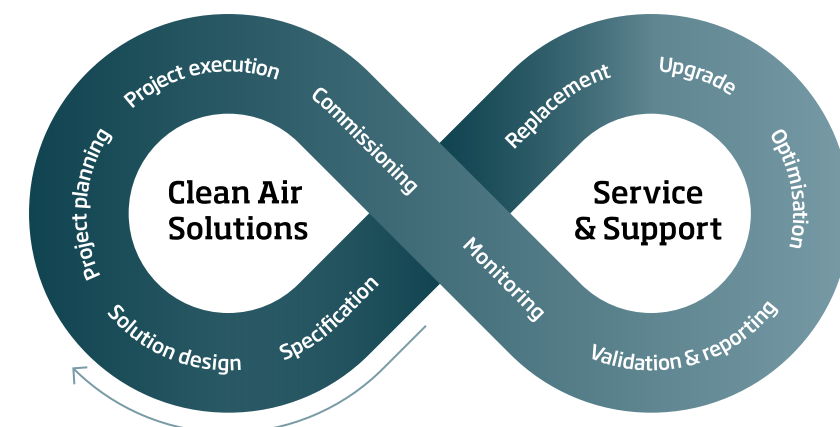 Clean Air
Solutions
Specification
Solution design
Project planning
Project execution
Commissioning
Monitoring
Validation & reporting
Optimisation
Upgrade
Replacement
Service
& Support